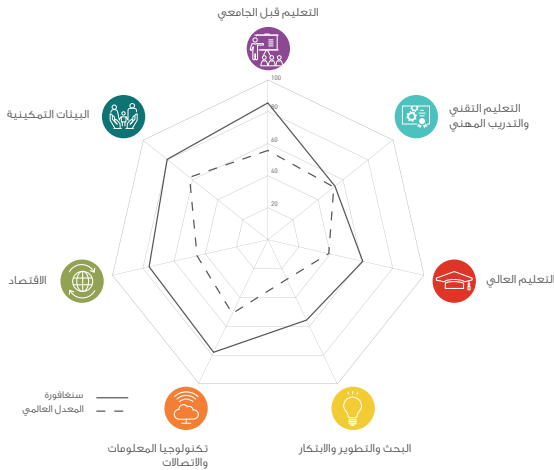 التعليم قبل الجامعي
100
80
60
40
20
التعليم التقني
والتدريب المهني
البيئات التمكينية
التعليم العالي
الاقتصاد
سنغافورة
المعدل العالمي
البحث والتطوير والابتكار
تكنولوجيا المعلومات
والاتصالات